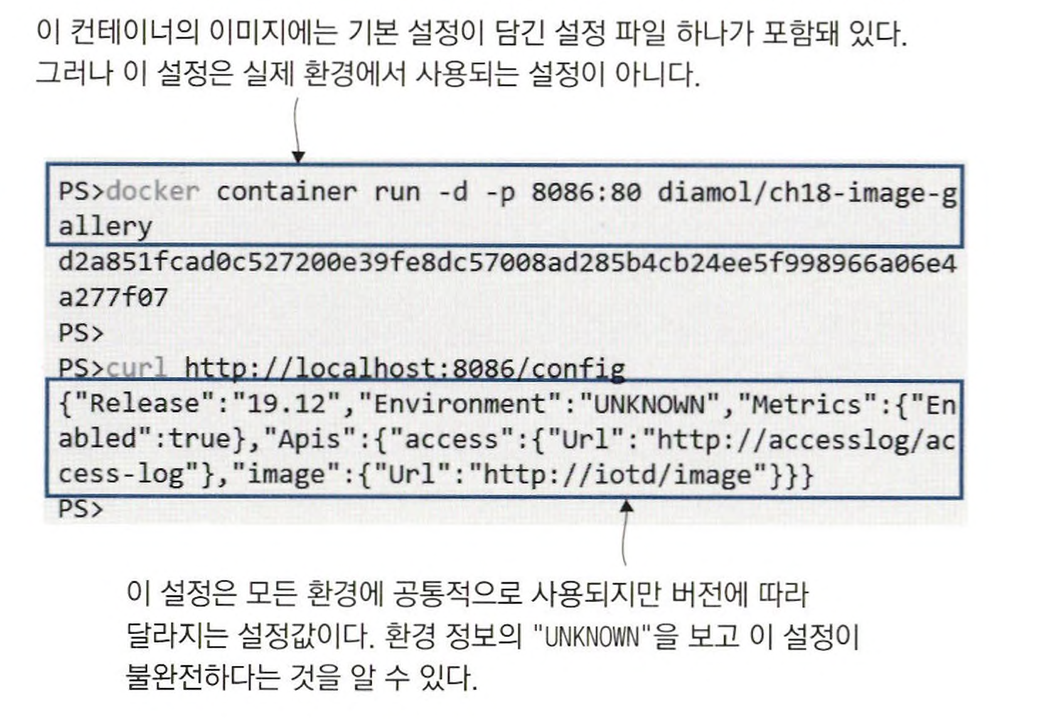 이 컨테이너의 이미지에는 기본 설정이 담긴 설정 파일 하나가 포함돼 있다.
그러나 이 설정은 실제 환경에서 사용되는 설정이 아니다.
PS>docker container run -d -p 8086:80 diamol/ch18-image-g
allery
d2a851fcad0c527200e39fe8dc57008ad285b4cb24ee5f998966a06e4
a277f07
PS>
PS>curl http://localhost:8086/config
{"Release":"19.12","Environment":"UNKNOWN","Metrics":{"En
abled":true},"Apis":{"access":{"Url":"http://accesslog/ac
cess-log"},"image":{"Url":"http://iotd/image"}}}
PS>
이 설정은 모든 환경에 공통적으로 사용되지만 버전에 따라
달라지는 설정값이다. 환경 정보의 "UNKNOWN"을 보고 이 설정이
불완전하다는 것을 알 수 있다.